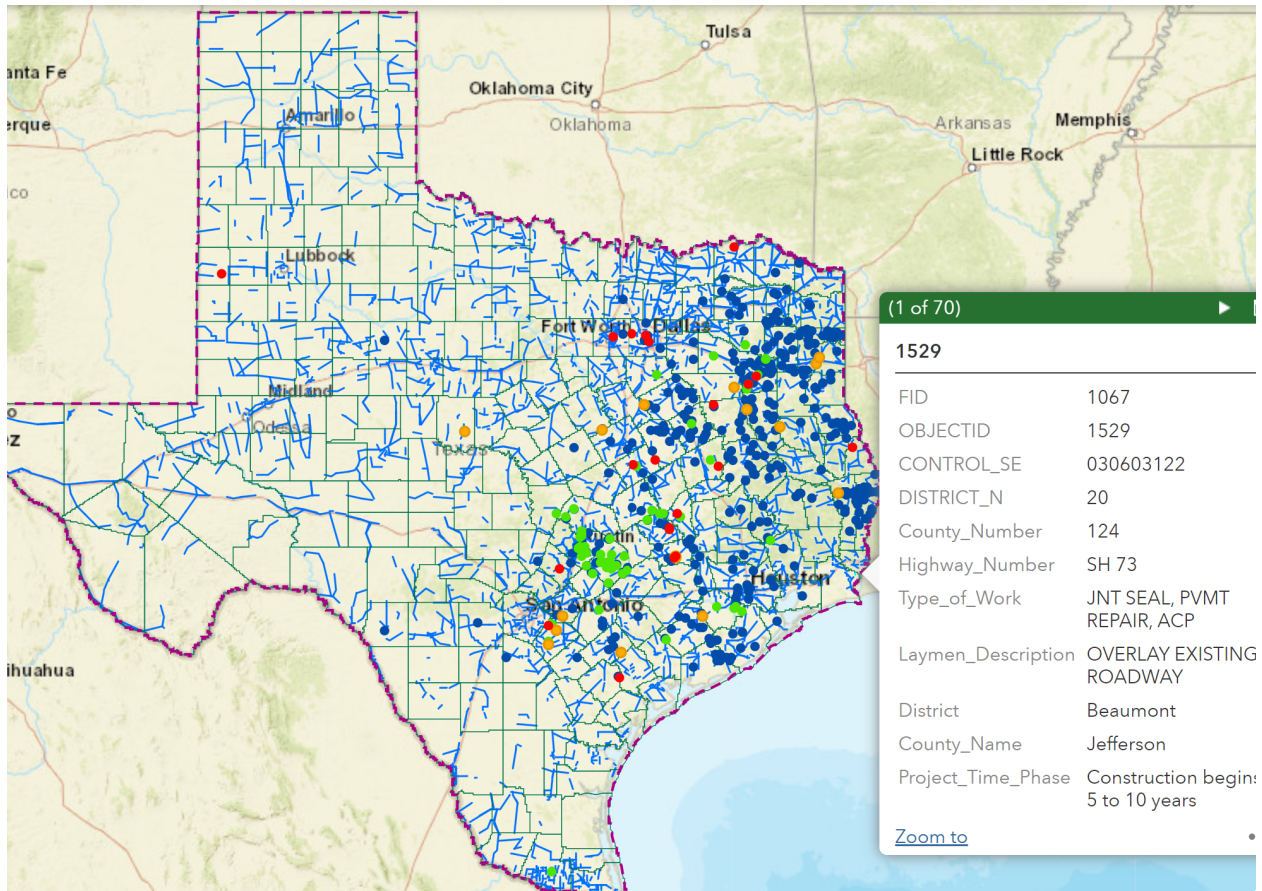 Tulsa
anta Fe
Oklahoma City
Amarillo
erque
Oklahoma
Arkansas
Memphis
Little Rock
co
Lubbock
(1 of 70)
Fort Worth
Dallas
1529
Midland
FID 1067
o
Odessa
OBJECTID 1529
ez
Texas
CONTROL_SE 030603122
DISTRICT_N 20
County_Number 124
Austin
Highway_Number SH 73
Houston
Type_of_Work JNT SEAL, PVMT
REPAIR, ACP
San Antonio
Laymen_Description OVERLAY EXISTING
ROADWAY
ihuahua
District Beaumont
County_Name Jefferson
Project_Time_Phase Construction begins
5 to 10 years
Zoom to